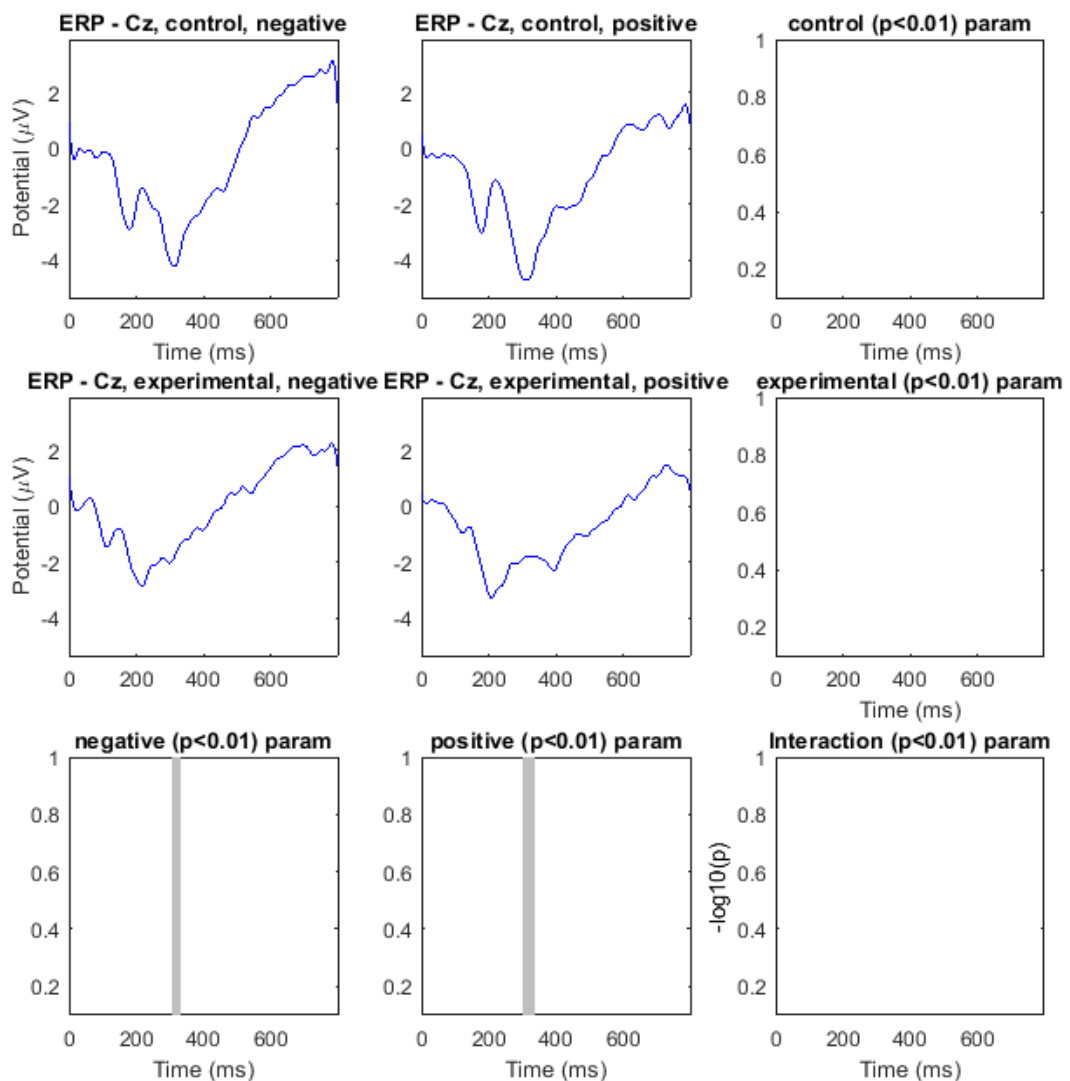 ERP - Cz, control, negative
ERP - Cz, control, positive
control (p<0.01) param
Potential (μV)
2
0
-2
-4
0 200 400 600
Time (ms)
2
0
-2
-4
0 200 400 600
Time (ms)
1
0.8
0.6
0.4
0.2
0 200 400 600
Time (ms)
ERP - Cz, experimental, negative
ERP - Cz, experimental, positive
experimental (p<0.01) param
Potential (μV)
2
0
-2
-4
0 200 400 600
2
0
-2
-4
0 200 400 600
1
0.8
0.6
0.4
0.2
0 200 400 600
Time (ms)
negative (p<0.01) param
positive (p<0.01) param
Interaction (p<0.01) param
1
0.8
0.6
0.4
0.2
0 200 400 600
Time (ms)
1
0.8
0.6
0.4
0.2
0 200 400 600
Time (ms)
-log10(p)
1
0.8
0.6
0.4
0.2
0 200 400 600
Time (ms)